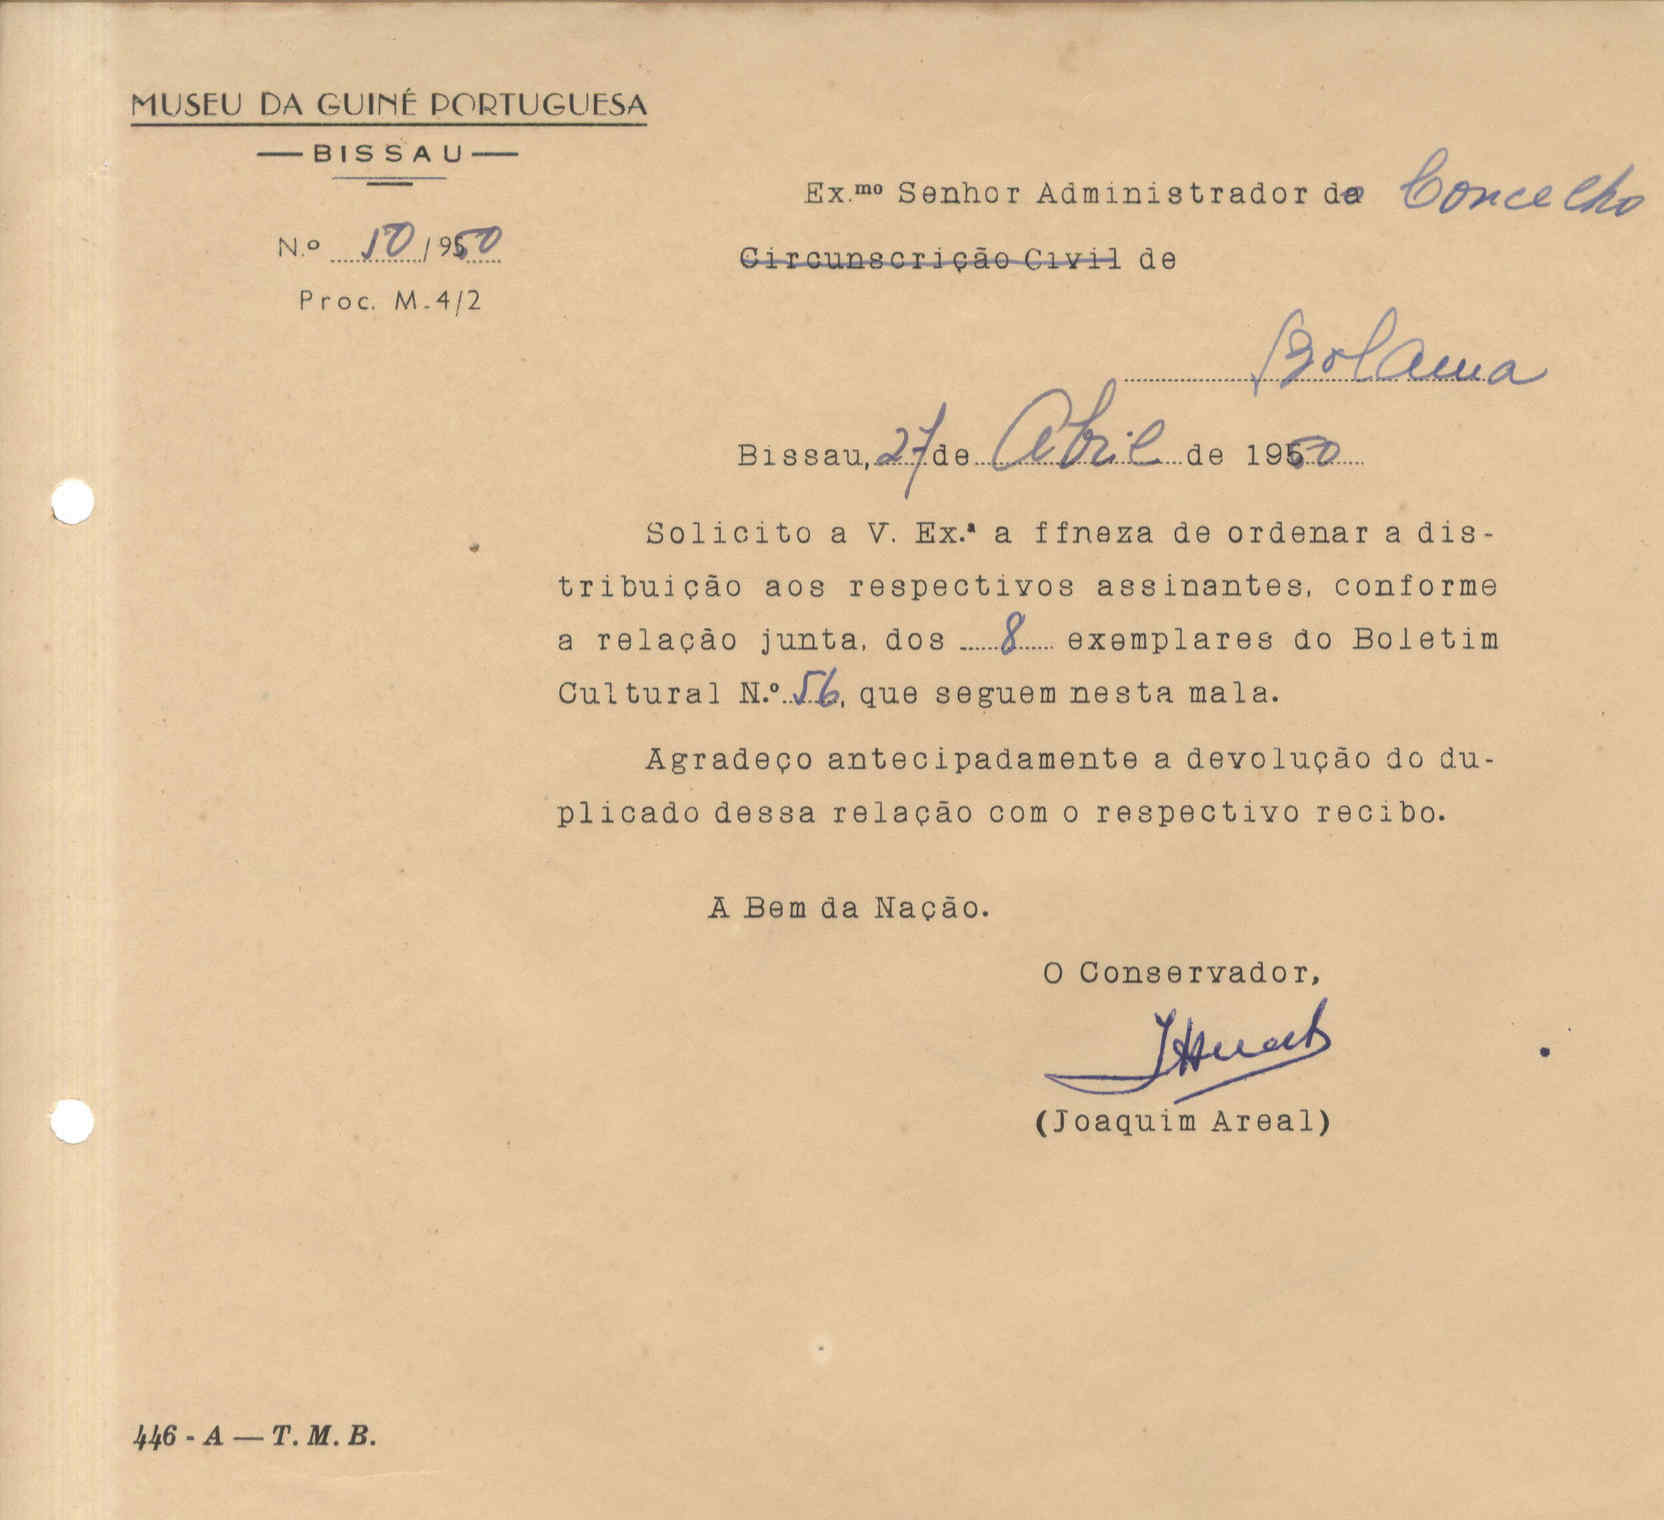 MUSEU DA GUINÉ PORTUGUESA
— BISSAU —
N.º 10/960
Proc. M-4/2
Ex.mo Senhor Administrador do Concelho
Circunscrição Civil de
Bolama
Bissau, 27 de Abril de 1960
Solicito a V. Ex.ª a ffneza de ordenar a dis-
tribuição aos respectivos assinantes, conforme
a relação junta, dos 8 exemplares do Boletim
Cultural N.º 56, que seguem nesta mala.
Agradeço antecipadamente a devolução do du-
plicado dessa relação com o respectivo recibo.
A Bem da Nação.
O Conservador,
(Joaquim Areal)
446 - A — T. M. B.